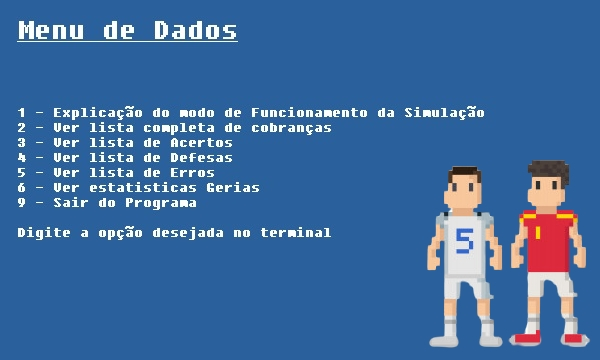 Menu de Dados
1 - Explicação do modo de Funcionamento da Simulação
2 - Ver lista completa de cobranças
3 - Ver lista de Acertos
4 - Ver lista de Defesas
5 - Ver lista de Erros
6 - Ver estatisticas Gerias
9 - Sair do Programa
Digite a opção desejada no terminal
5
1